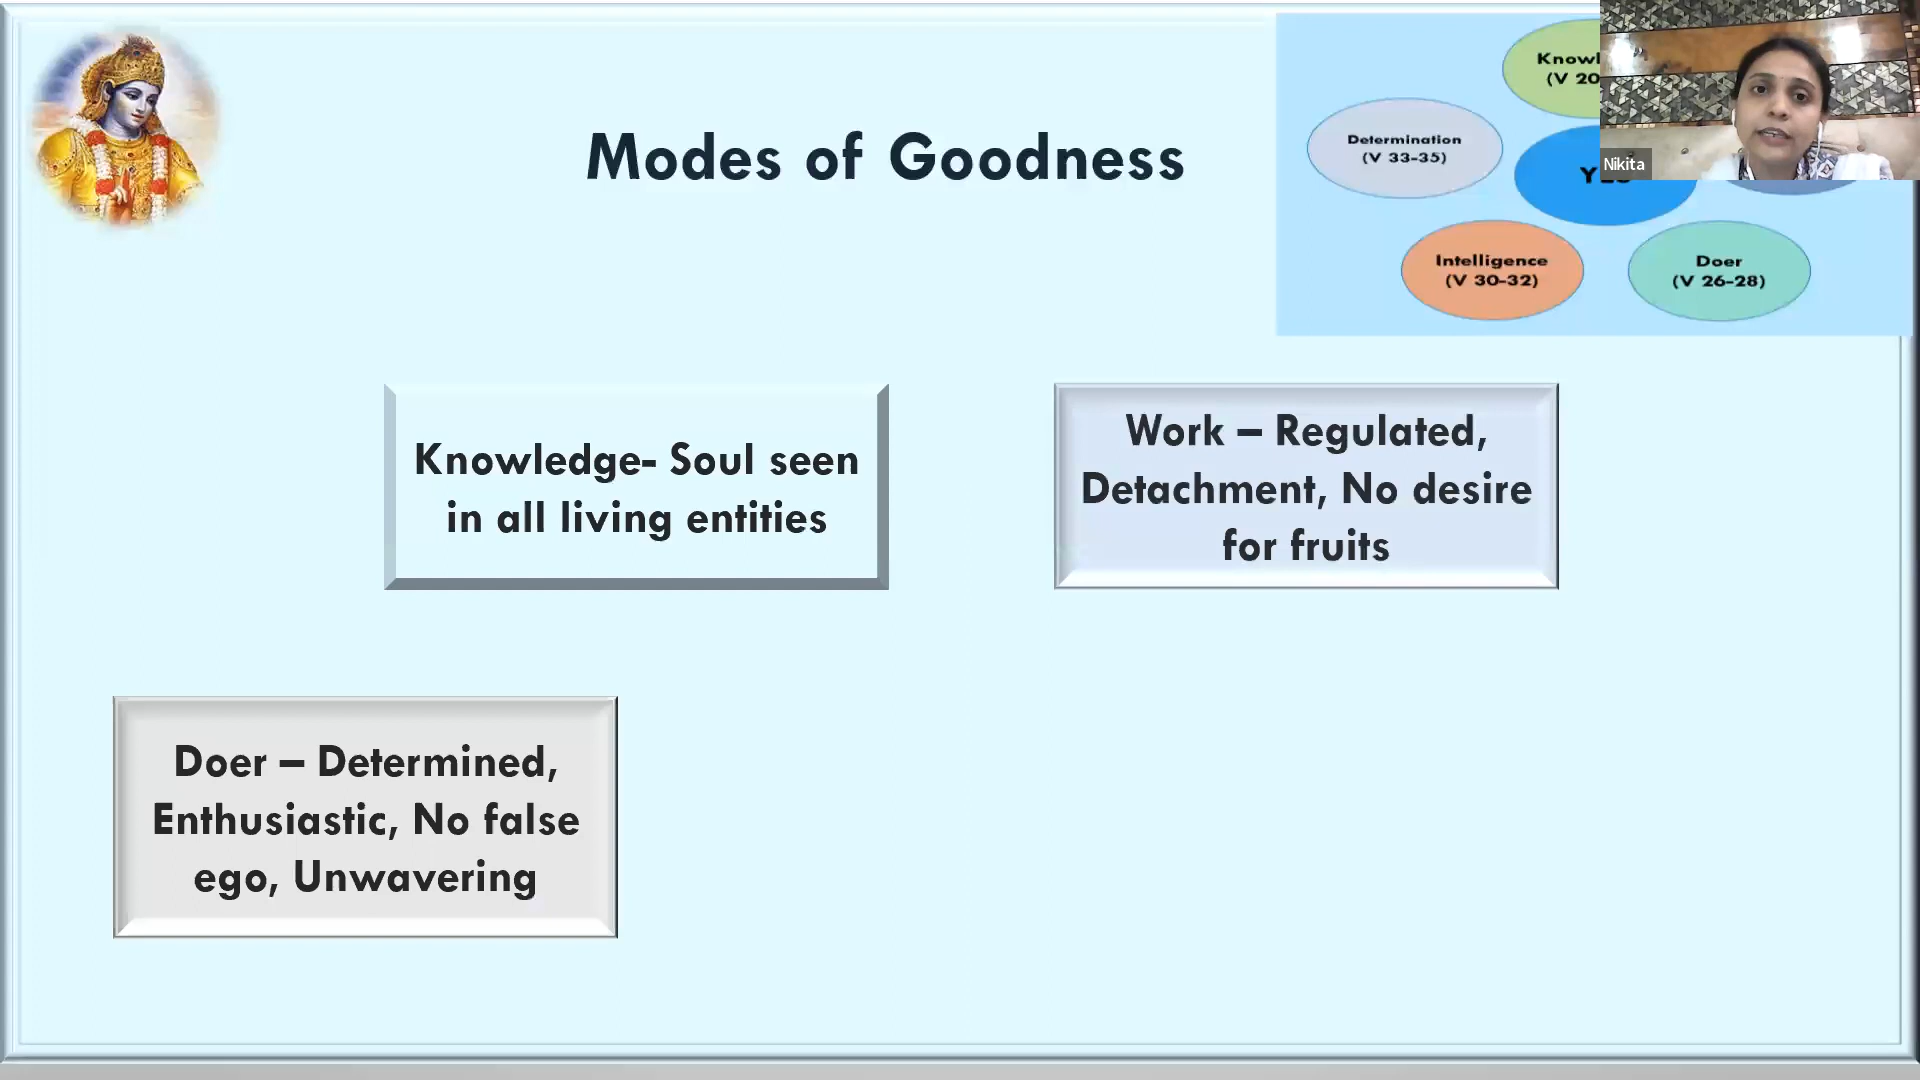 Modes of Goodness
(V 20
Determination
(V 33-35)
Intelligence
(V 30-32)
Doer
(V 26-28)
Nikita
Knowledge- Soul seen
in all living entities
Work – Regulated,
Detachment, No desire
for fruits
Doer – Determined,
Enthusiastic, No false
ego, Unwavering